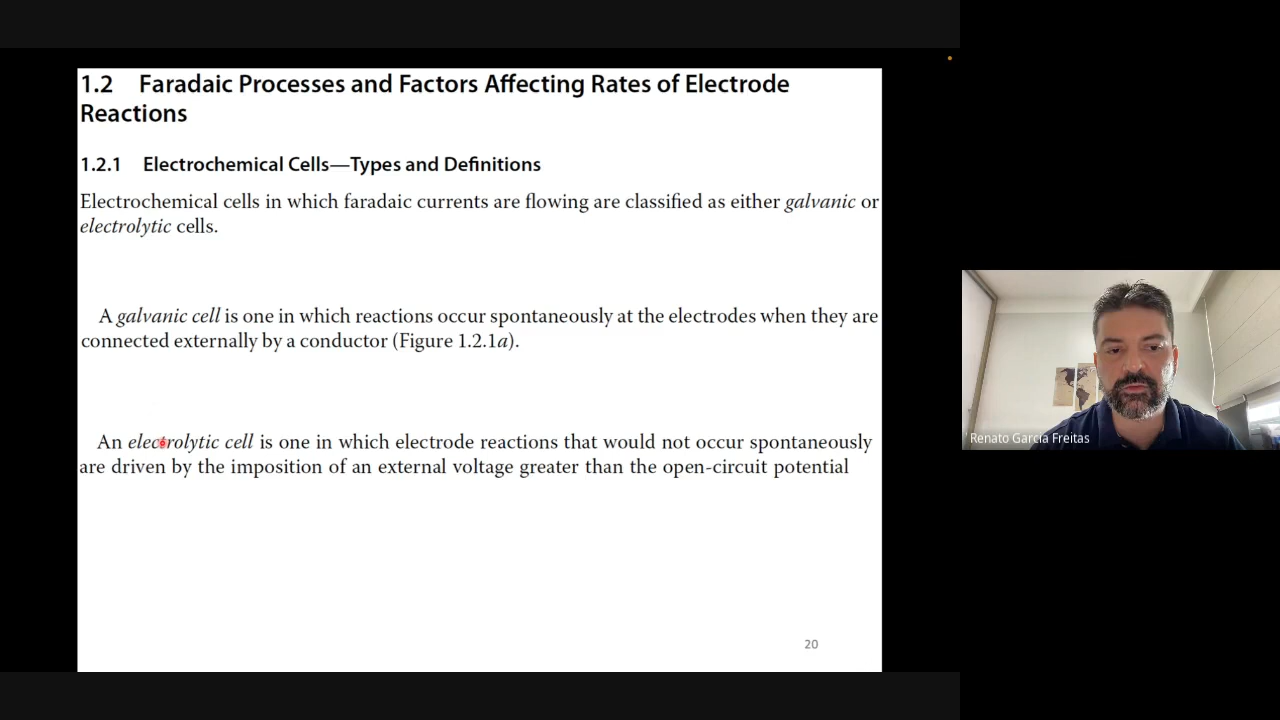 1.2 Faradaic Processes and Factors Affecting Rates of Electrode
Reactions
1.2.1 Electrochemical Cells—Types and Definitions
Electrochemical cells in which faradaic currents are flowing are classified as either galvanic or
electrolytic cells.
A galvanic cell is one in which reactions occur spontaneously at the electrodes when they are
connected externally by a conductor (Figure 1.2.1a).
An electrolytic cell is one in which electrode reactions that would not occur spontaneously
are driven by the imposition of an external voltage greater than the open-circuit potential
20
Renato Garcia Freitas